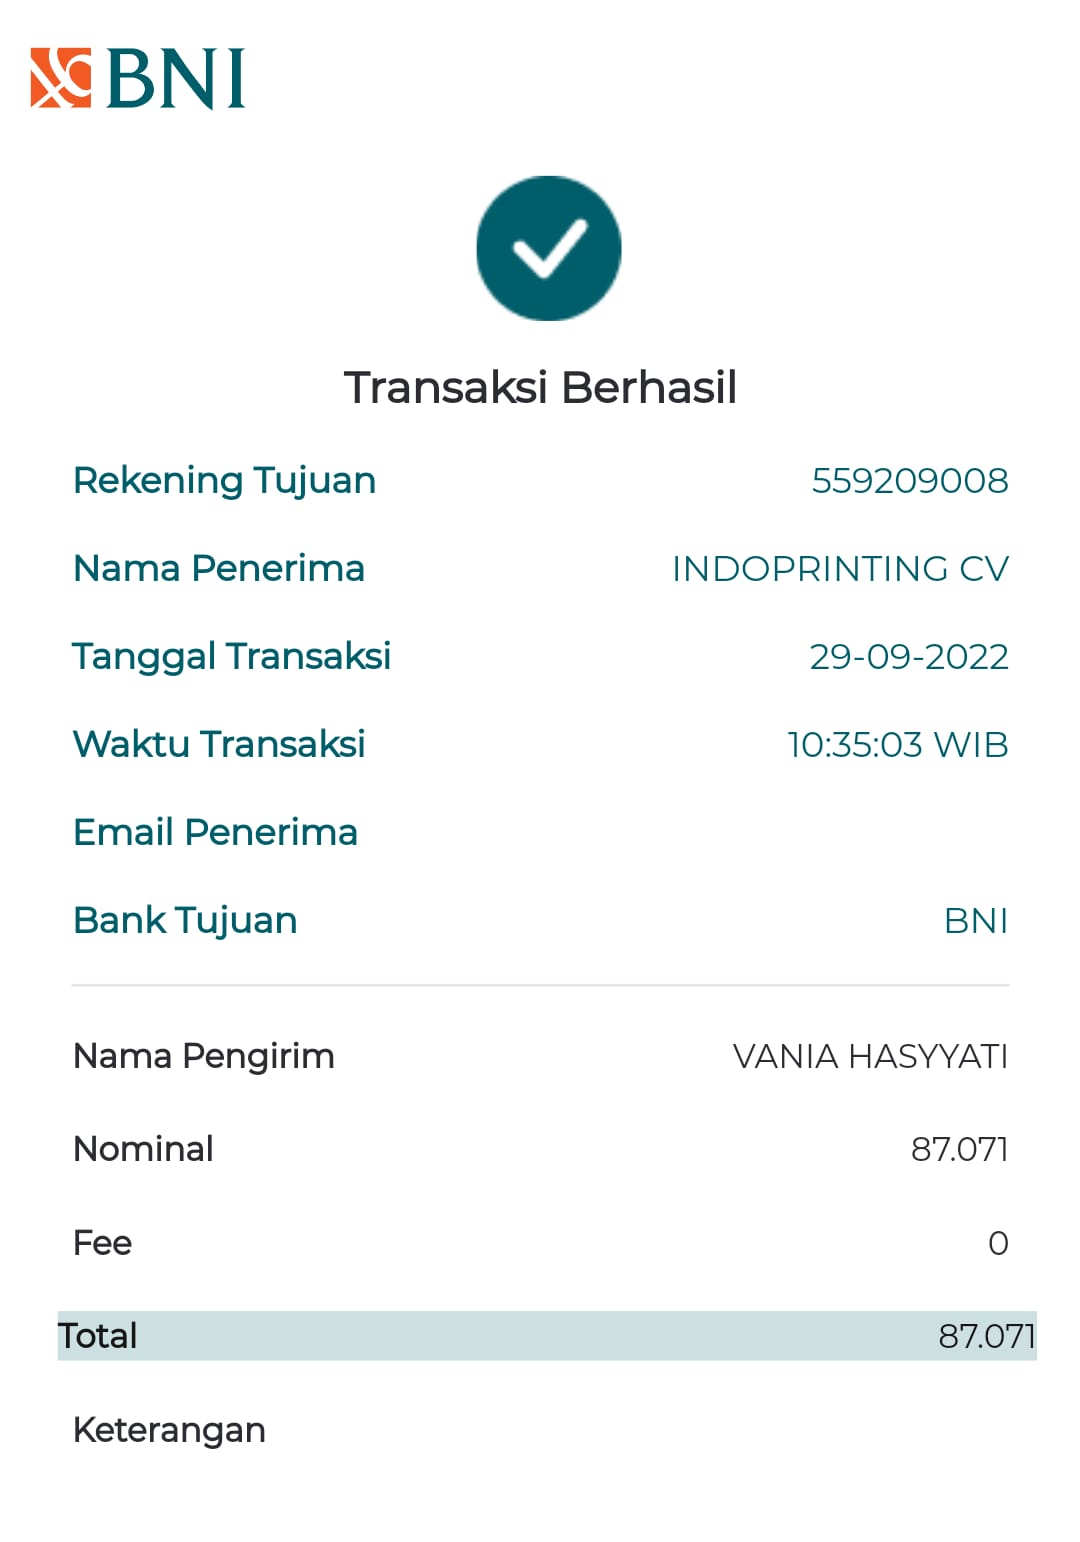 BNI
Transaksi Berhasil
Rekening Tujuan 559209008
Nama Penerima INDOPRINTING CV
Tanggal Transaksi 29-09-2022
Waktu Transaksi 10:35:03 WIB
Email Penerima
Bank Tujuan BNI
Nama Pengirim VANIA HASYYATI
Nominal 87.071
Fee 0
Total 87.071
Keterangan